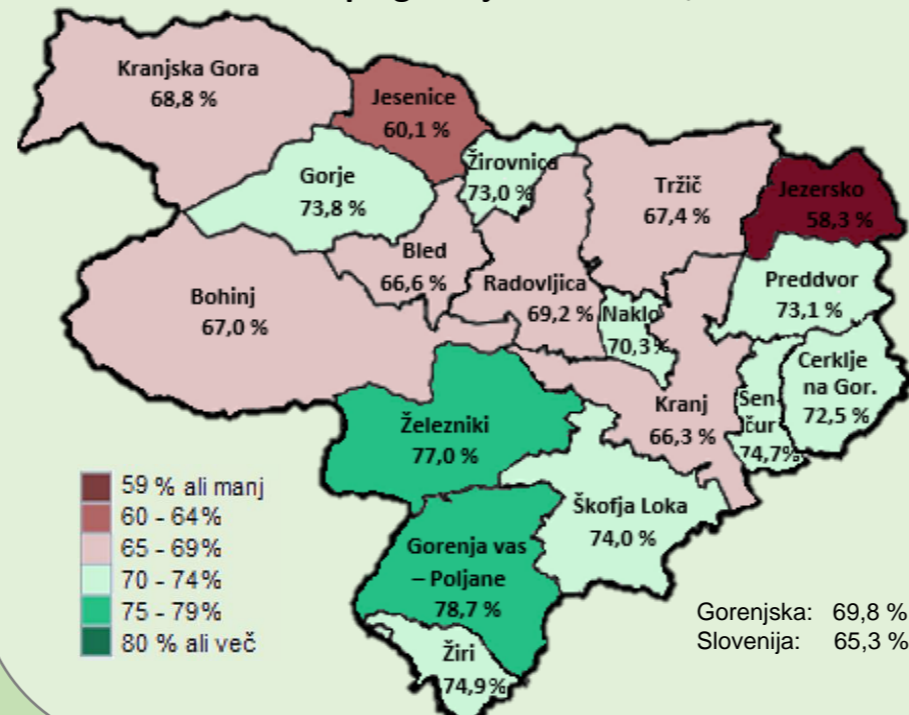 Kranjska Gora
68,8 %
Jesenice
60,1 %
Gorje
73,8 %
Žirovnica
73,0 %
Tržič
67,4 %
Jezersko
58,3 %
Bled
66,6 %
Bohinj
67,0 %
Radovljica
69,2 %
Naklo
70,3%
Preddvor
73,1 %
Cerklje
na Gor.
72,5 %
Šen-
čur
74,7%
Kranj
66,3 %
Železniki
77,0 %
Škofja Loka
74,0 %
Gorenja vas
– Poljane
78,7 %
Žiri
74,9%
59 % ali manj
60 - 64%
65 - 69%
70 - 74%
75 - 79%
80 % ali več
Gorenjska: 69,8 %
Slovenija: 65,3 %